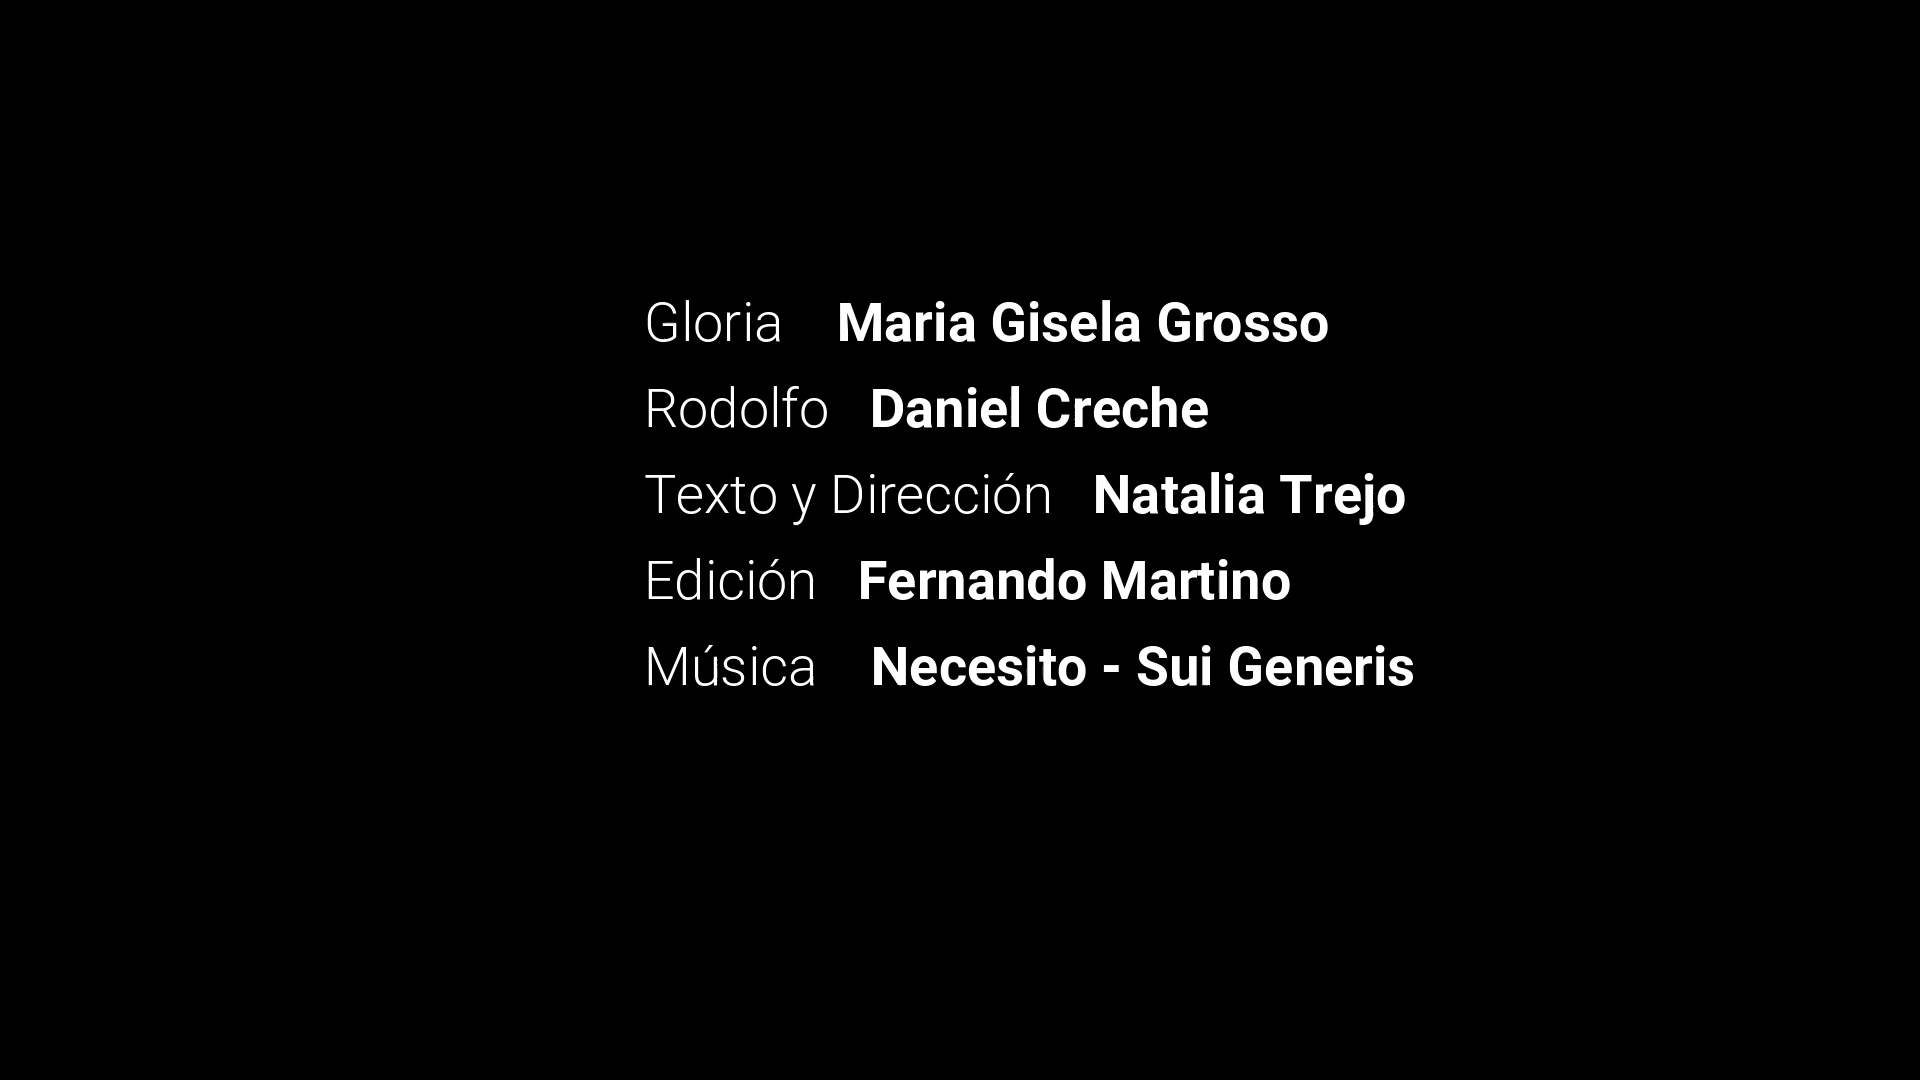 Gloria Maria Gisela Grosso
Rodolfo Daniel Creche
Texto y Dirección Natalia Trejo
Edición Fernando Martino
Música Necesito - Sui Generis